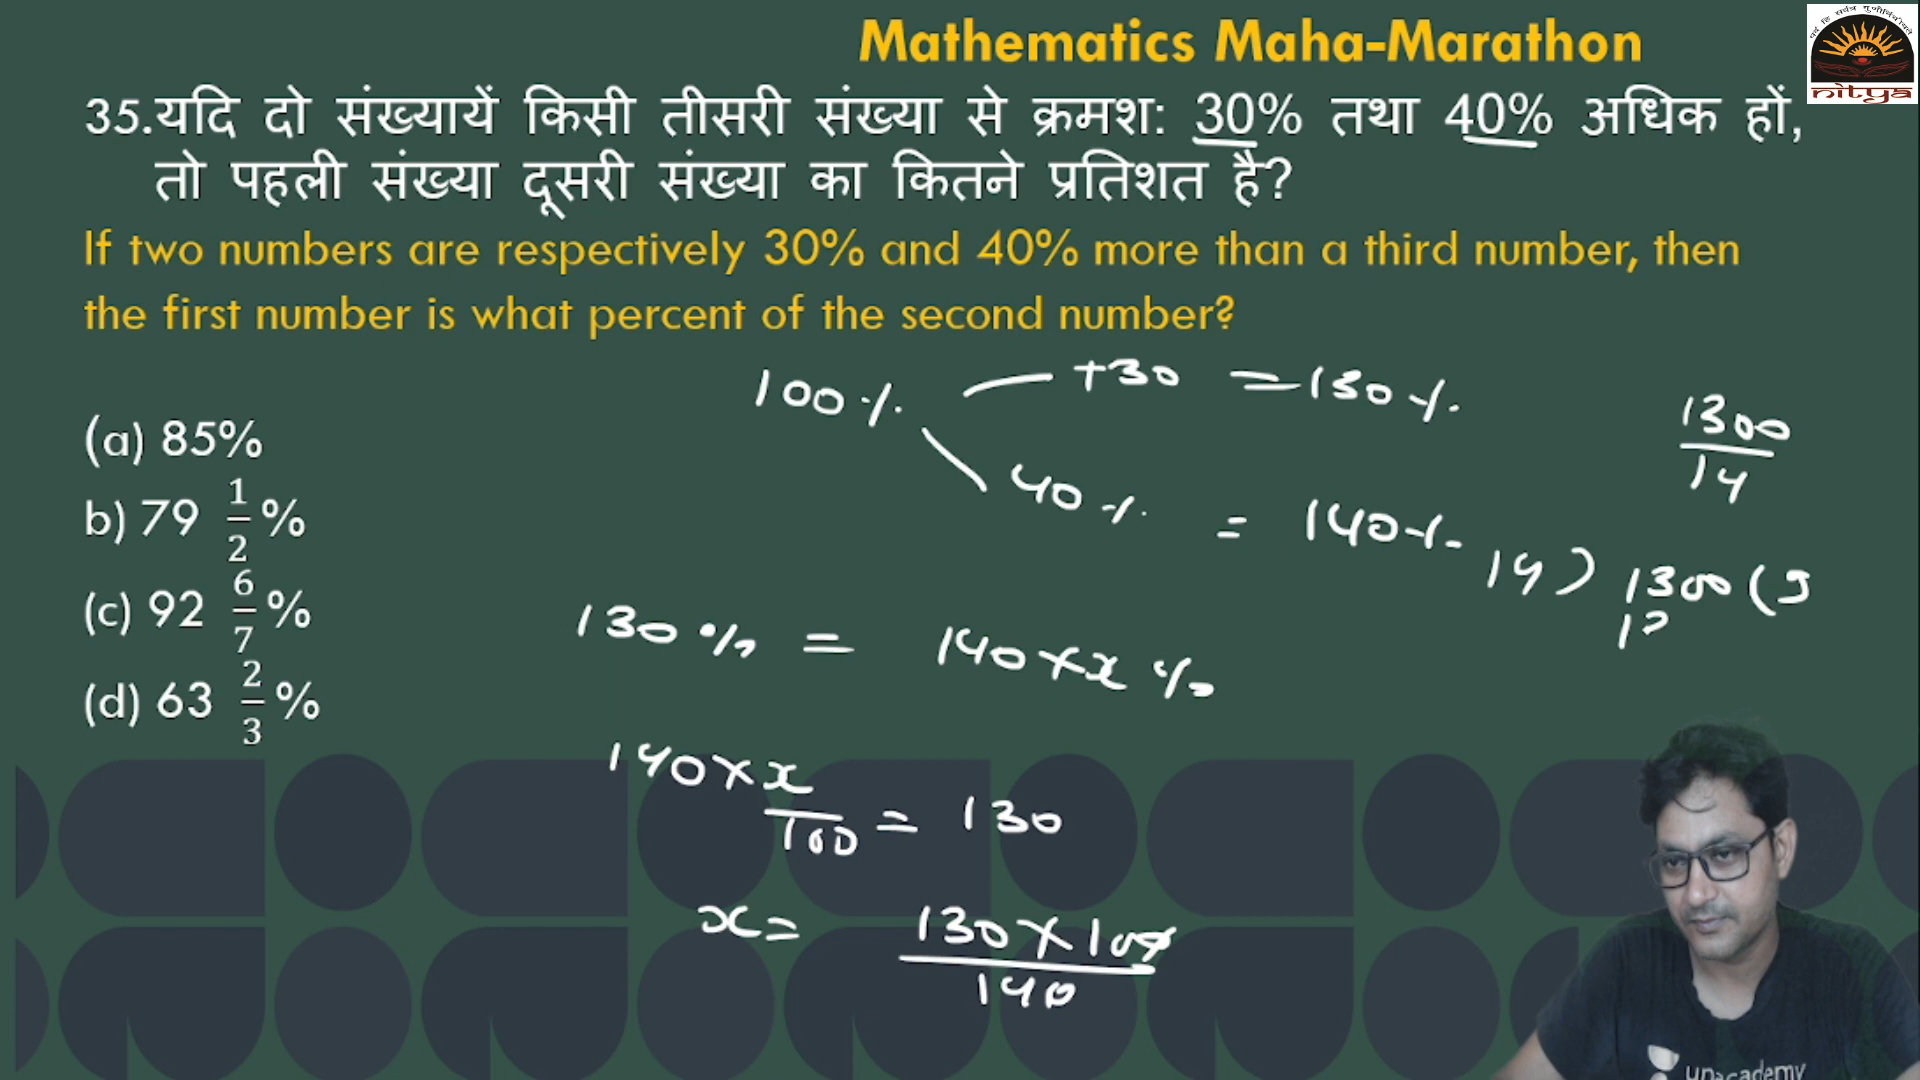 Mathematics Maha-Marathon
35.यदि दो संख्यायें किसी तीसरी संख्या से क्रमश: 30% तथा 40% अधिक हों,
तो पहली संख्या दूसरी संख्या का कितने प्रतिशत है?
If two numbers are respectively 30% and 40% more than a third number, then
the first number is what percent of the second number?
(a) 85%
b) 79 1/2 %
(c) 92 6/7 %
(d) 63 2/3 %
100% +30 = 130%
40% = 140%
1300/14
14) 1300 (9
12
130% = 140 × x %
140 × x/100 = 130
x = 130 × 100/140
nitya
unacademy